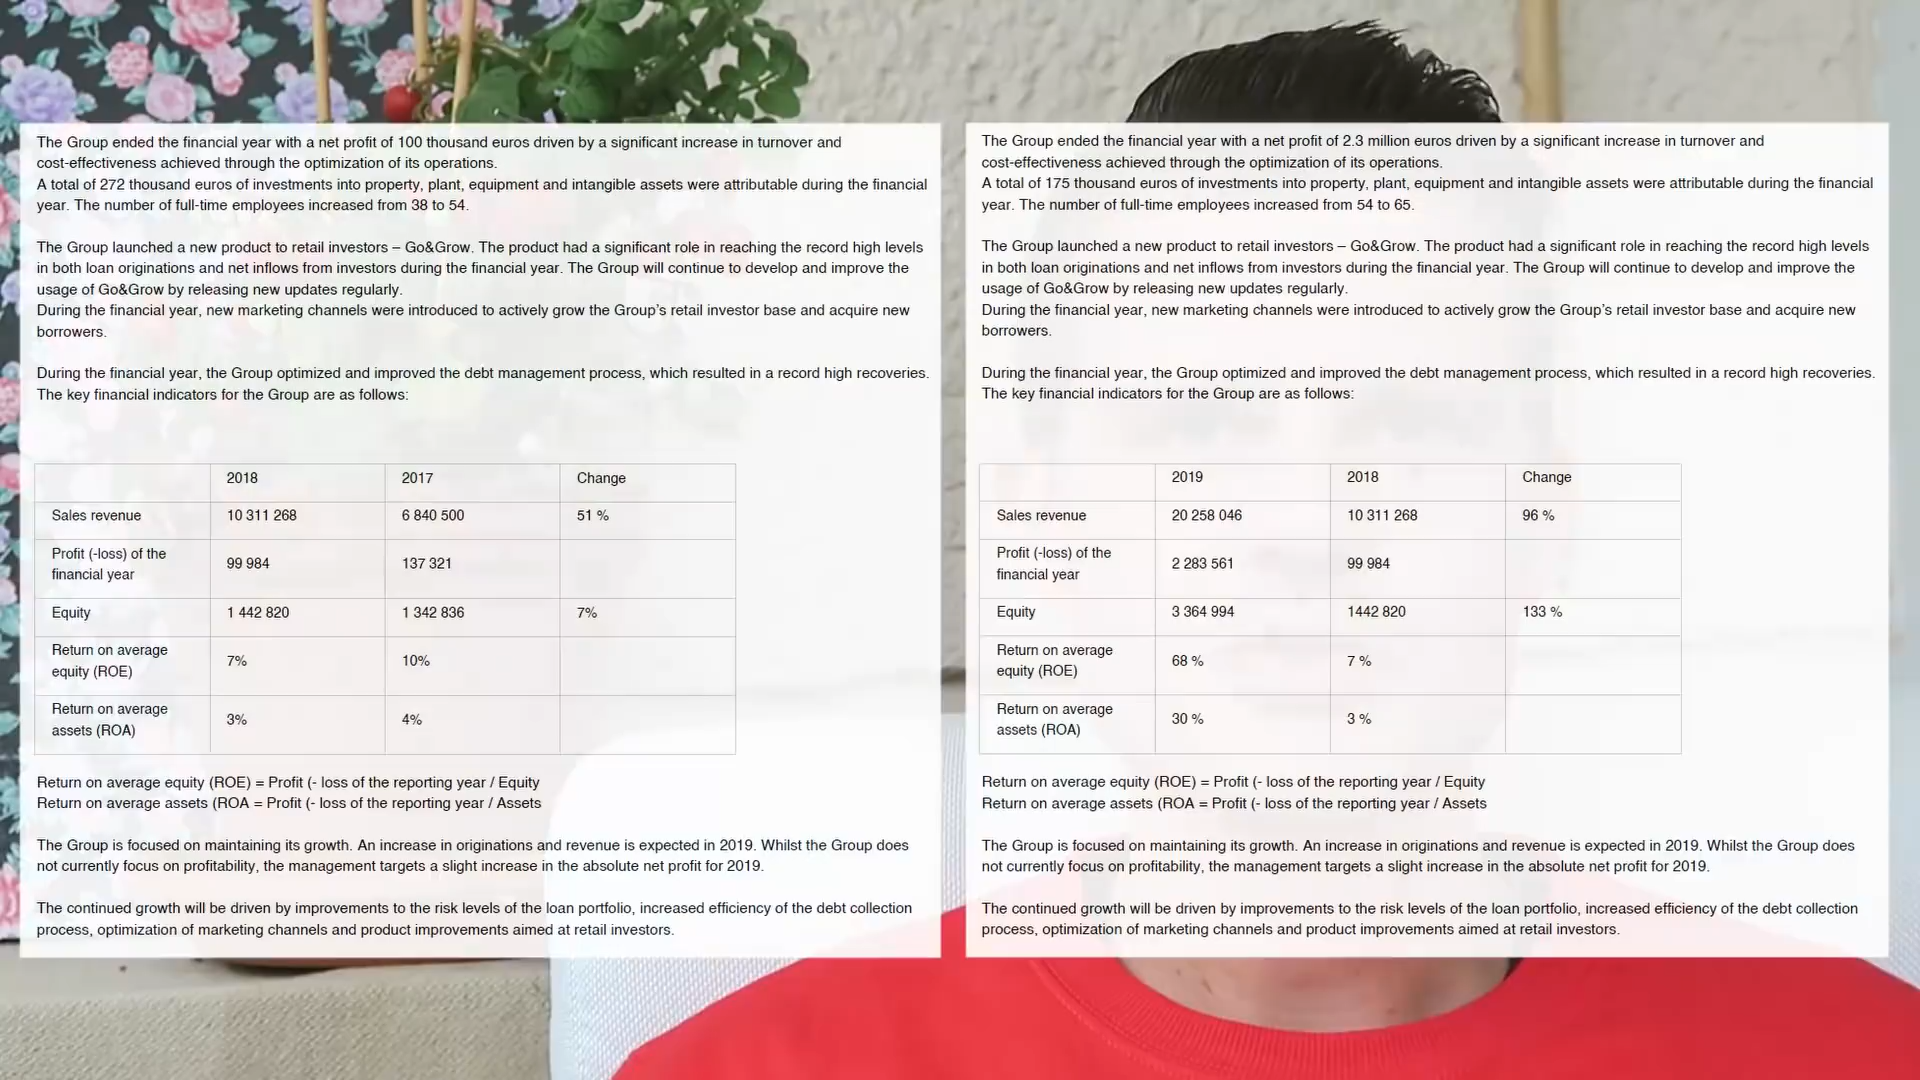 The Group ended the financial year with a net profit of 100 thousand euros driven by a significant increase in turnover and
cost-effectiveness achieved through the optimization of its operations.
A total of 272 thousand euros of investments into property, plant, equipment and intangible assets were attributable during the financial
year. The number of full-time employees increased from 38 to 54.
The Group launched a new product to retail investors – Go&Grow. The product had a significant role in reaching the record high levels
in both loan originations and net inflows from investors during the financial year. The Group will continue to develop and improve the
usage of Go&Grow by releasing new updates regularly.
During the financial year, new marketing channels were introduced to actively grow the Group's retail investor base and acquire new
borrowers.
During the financial year, the Group optimized and improved the debt management process, which resulted in a record high recoveries.
The key financial indicators for the Group are as follows:
2018 2017 Change
Sales revenue 10 311 268 6 840 500 51 %
Profit (-loss) of the
financial year 99 984 137 321
Equity 1 442 820 1 342 836 7%
Return on average
equity (ROE) 7% 10%
Return on average
assets (ROA) 3% 4%
Return on average equity (ROE) = Profit (- loss of the reporting year / Equity
Return on average assets (ROA = Profit (- loss of the reporting year / Assets
The Group is focused on maintaining its growth. An increase in originations and revenue is expected in 2019. Whilst the Group does
not currently focus on profitability, the management targets a slight increase in the absolute net profit for 2019.
The continued growth will be driven by improvements to the risk levels of the loan portfolio, increased efficiency of the debt collection
process, optimization of marketing channels and product improvements aimed at retail investors.
The Group ended the financial year with a net profit of 2.3 million euros driven by a significant increase in turnover and
cost-effectiveness achieved through the optimization of its operations.
A total of 175 thousand euros of investments into property, plant, equipment and intangible assets were attributable during the financial
year. The number of full-time employees increased from 54 to 65.
The Group launched a new product to retail investors – Go&Grow. The product had a significant role in reaching the record high levels
in both loan originations and net inflows from investors during the financial year. The Group will continue to develop and improve the
usage of Go&Grow by releasing new updates regularly.
During the financial year, new marketing channels were introduced to actively grow the Group's retail investor base and acquire new
borrowers.
During the financial year, the Group optimized and improved the debt management process, which resulted in a record high recoveries.
The key financial indicators for the Group are as follows:
2019 2018 Change
Sales revenue 20 258 046 10 311 268 96 %
Profit (-loss) of the
financial year 2 283 561 99 984
Equity 3 364 994 1442 820 133 %
Return on average
equity (ROE) 68 % 7 %
Return on average
assets (ROA) 30 % 3 %
Return on average equity (ROE) = Profit (- loss of the reporting year / Equity
Return on average assets (ROA = Profit (- loss of the reporting year / Assets
The Group is focused on maintaining its growth. An increase in originations and revenue is expected in 2019. Whilst the Group does
not currently focus on profitability, the management targets a slight increase in the absolute net profit for 2019.
The continued growth will be driven by improvements to the risk levels of the loan portfolio, increased efficiency of the debt collection
process, optimization of marketing channels and product improvements aimed at retail investors.